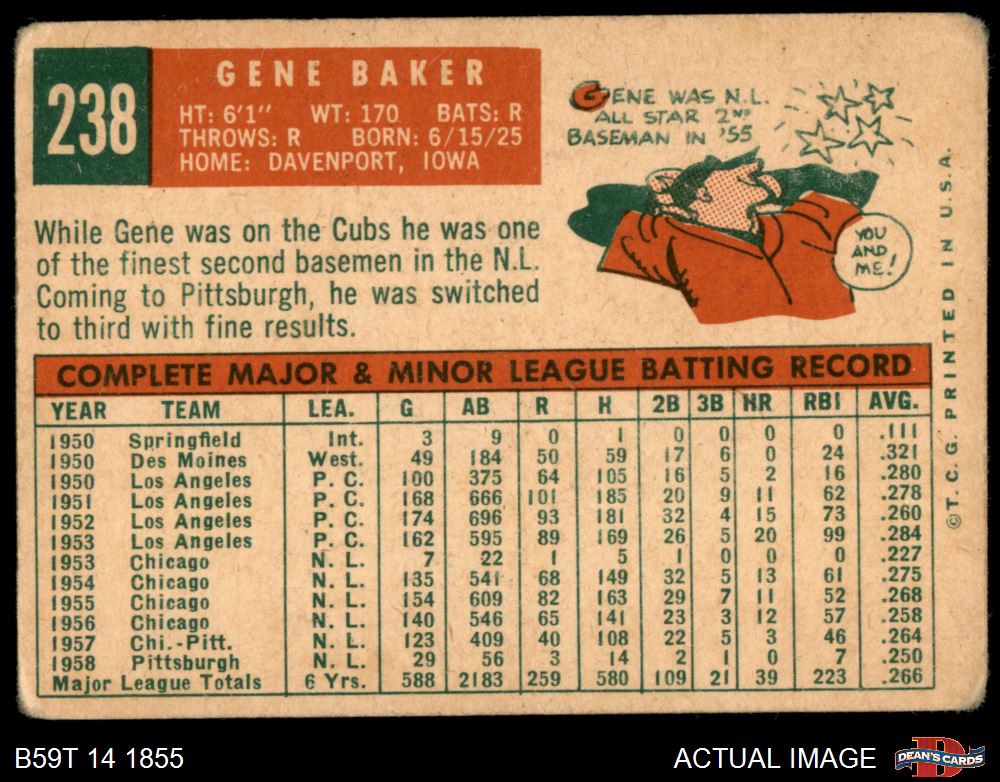 238
GENE BAKER
HT: 6'1" WT: 170 BATS: R
THROWS: R BORN: 6/15/25
HOME: DAVENPORT, IOWA
GENE WAS N.L.
ALL STAR 2ND
BASEMAN IN '55
YOU
AND
ME!
While Gene was on the Cubs he was one
of the finest second basemen in the N.L.
Coming to Pittsburgh, he was switched
to third with fine results.
COMPLETE MAJOR & MINOR LEAGUE BATTING RECORD
YEAR TEAM LEA. G AB R H 2B 3B HR RBI AVG.
1950 Springfield Int. 3 9 0 1 0 0 0 0 .111
1950 Des Moines West. 49 184 50 59 17 6 0 24 .321
1950 Los Angeles P. C. 100 375 64 105 16 5 2 16 .280
1951 Los Angeles P. C. 168 666 101 185 20 9 11 62 .278
1952 Los Angeles P. C. 174 696 93 181 32 4 15 73 .260
1953 Los Angeles P. C. 162 595 89 169 26 5 20 99 .284
1953 Chicago N. L. 7 22 1 5 1 0 0 0 .227
1954 Chicago N. L. 135 541 68 149 32 5 13 61 .275
1955 Chicago N. L. 154 609 82 163 29 7 11 52 .268
1956 Chicago N. L. 140 546 65 141 23 3 12 57 .258
1957 Chi.-Pitt. N. L. 123 409 40 108 22 5 3 46 .264
1958 Pittsburgh N. L. 29 56 3 14 2 1 0 7 .250
Major League Totals 6 Yrs. 588 2183 259 580 109 21 39 223 .266
©T.C.G. PRINTED IN U.S.A.
B59T 14 1855
ACTUAL IMAGE
D
DEAN'S CARDS